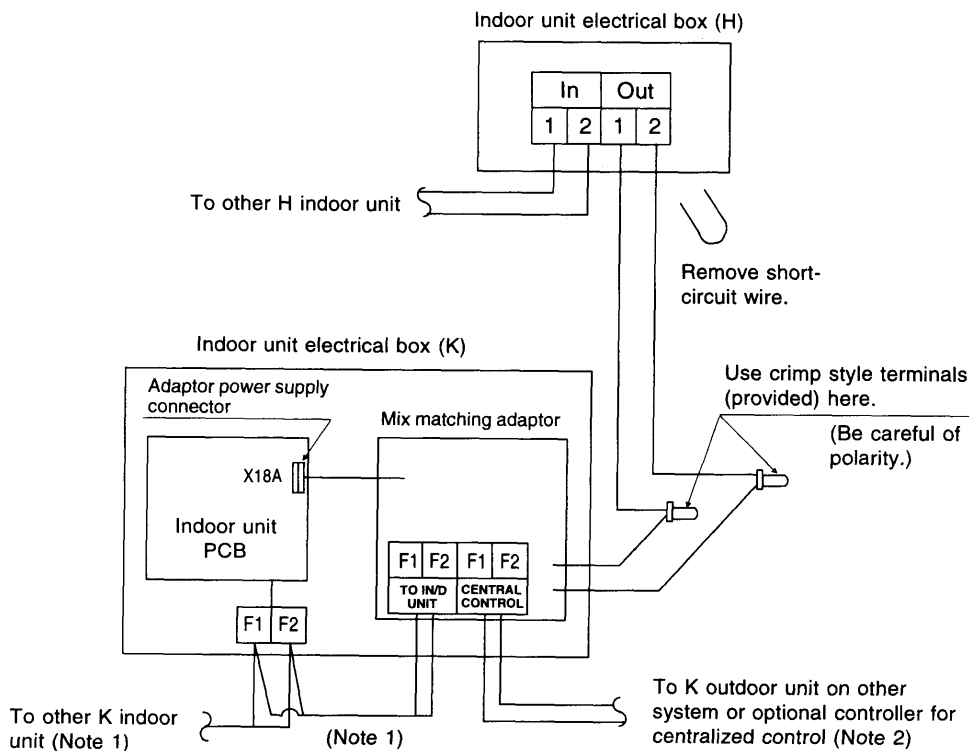 Indoor unit electrical box (H)
In Out
1 2 1 2
To other H indoor unit
Remove short-
circuit wire.
Indoor unit electrical box (K)
Adaptor power supply
connector
Mix matching adaptor
Use crimp style terminals
(provided) here.
(Be careful of
polarity.)
X18A
Indoor unit
PCB
F1 F2 F1 F2
TO IN/D
UNIT
CENTRAL
CONTROL
F1 F2
To other K indoor
unit (Note 1)
(Note 1)
To K outdoor unit on other
system or optional controller for
centralized control (Note 2)